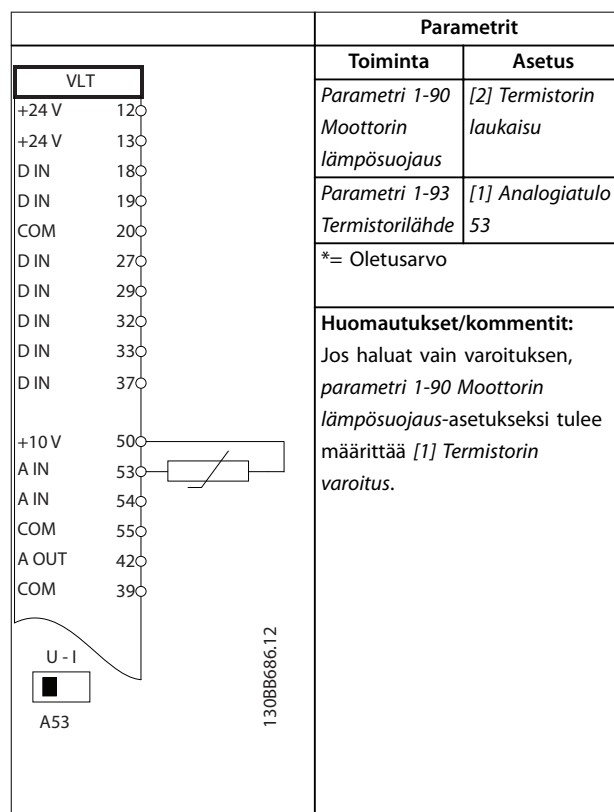 Parametrit
Toiminta Asetus
Parametri 1-90 [2] Termistorin
Moottorin laukaisu
lämpösuojaus
Parametri 1-93 [1] Analogiatulo
Termistorilähde 53
*= Oletusarvo
Huomautukset/kommentit:
Jos haluat vain varoituksen,
parametri 1-90 Moottorin
lämpösuojaus-asetukseksi tulee
määrittää [1] Termistorin
varoitus.
VLT
+24 V 12
+24 V 13
D IN 18
D IN 19
COM 20
D IN 27
D IN 29
D IN 32
D IN 33
D IN 37
+10 V 50
A IN 53
A IN 54
COM 55
A OUT 42
COM 39
U - I
A53
130BB686.12